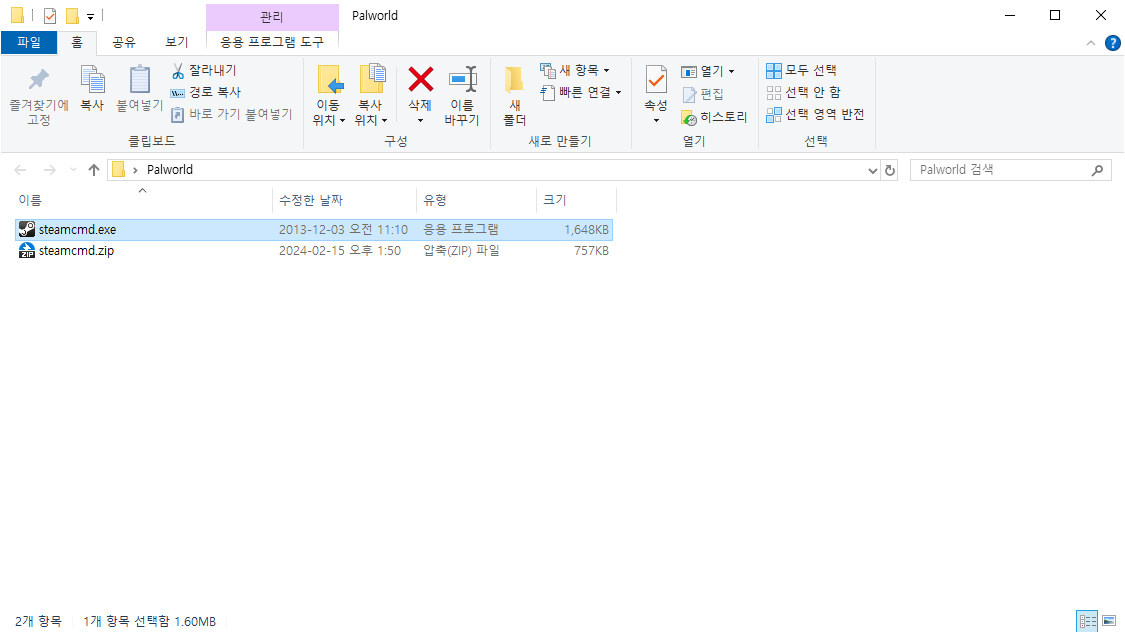 관리
Palworld
파일
홈
공유
보기
응용 프로그램 도구
즐겨찾기에
고정
복사
붙여넣기
잘라내기
경로 복사
바로 가기 붙여넣기
클립보드
이동
위치
복사
위치
삭제
이름
바꾸기
구성
새
폴더
새 항목
빠른 연결
새로 만들기
속성
열기
편집
히스토리
열기
모두 선택
선택 안 함
선택 영역 반전
선택
Palworld
Palworld 검색
이름 수정한 날짜 유형 크기
steamcmd.exe 2013-12-03 오전 11:10 응용 프로그램 1,648KB
ZIP steamcmd.zip 2024-02-15 오후 1:50 압축(ZIP) 파일 757KB
2개 항목 1개 항목 선택함 1.60MB